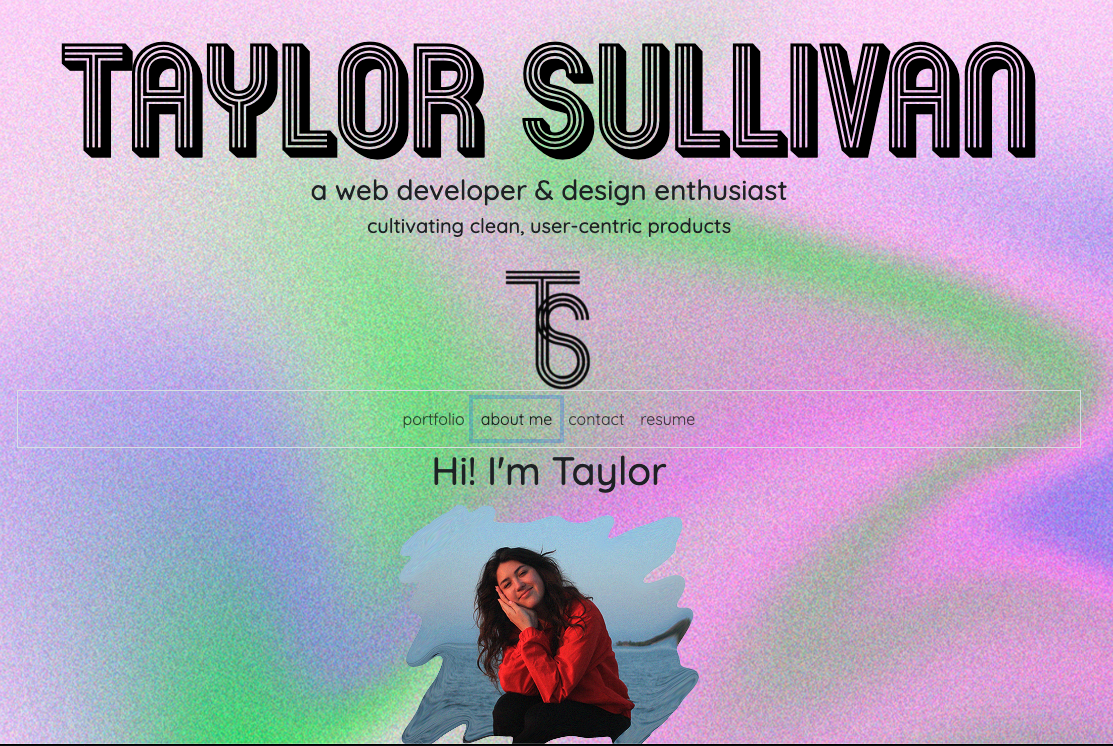 TAYLOR SULLIVAN
a web developer & design enthusiast
cultivating clean, user-centric products
TS
portfolio about me contact resume
Hi! I'm Taylor